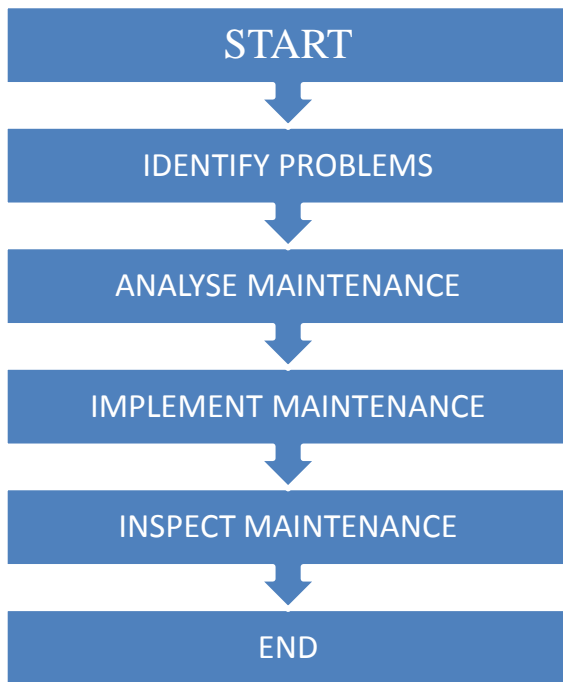 START
IDENTIFY PROBLEMS
ANALYSE MAINTENANCE
IMPLEMENT MAINTENANCE
INSPECT MAINTENANCE
END